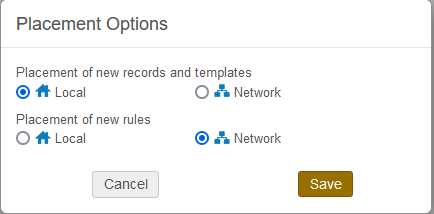 Placement Options
Placement of new records and templates
Local Network
Placement of new rules
Local Network
Cancel Save